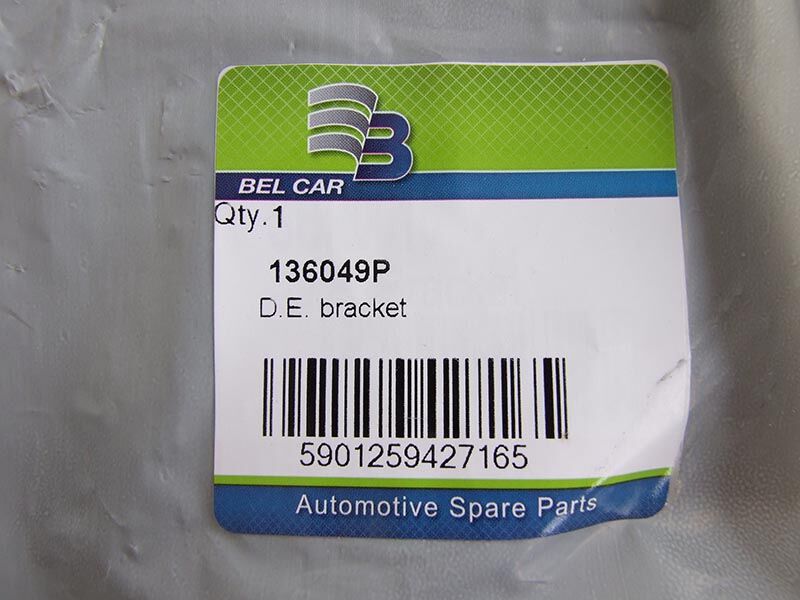 B
BEL CAR
Qty.1
136049P
D.E. bracket
5901259427165
Automotive Spare Parts